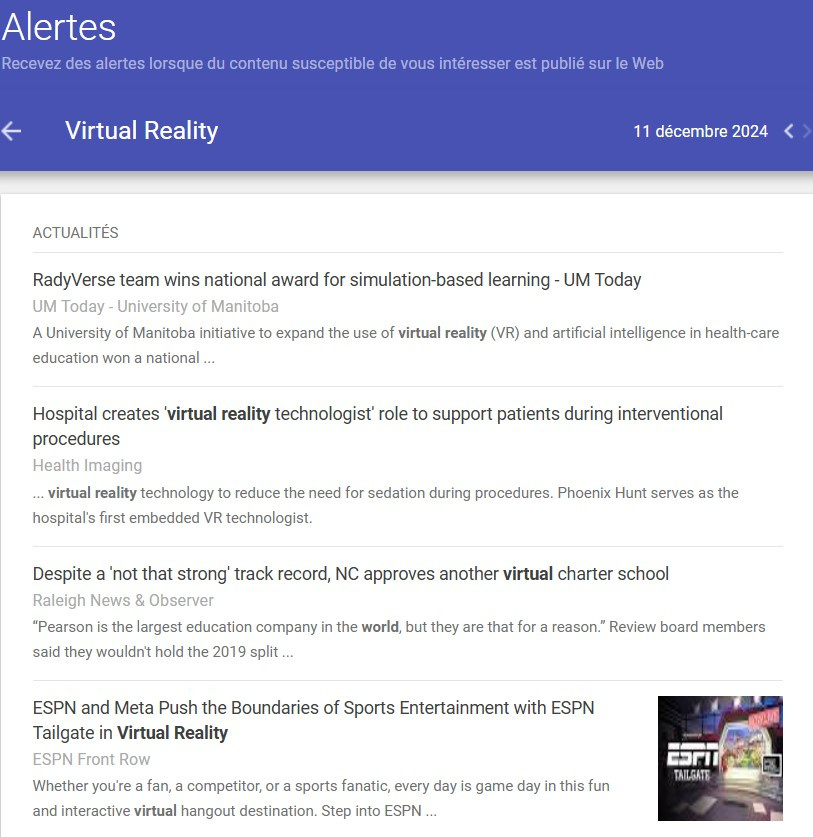 Alertes
Recevez des alertes lorsque du contenu susceptible de vous intéresser est publié sur le Web
Virtual Reality
11 décembre 2024
ACTUALITÉS
RadyVerse team wins national award for simulation-based learning - UM Today
UM Today - University of Manitoba
A University of Manitoba initiative to expand the use of virtual reality (VR) and artificial intelligence in health-care
education won a national ...
Hospital creates 'virtual reality technologist' role to support patients during interventional
procedures
Health Imaging
... virtual reality technology to reduce the need for sedation during procedures. Phoenix Hunt serves as the
hospital's first embedded VR technologist.
Despite a 'not that strong' track record, NC approves another virtual charter school
Raleigh News & Observer
“Pearson is the largest education company in the world, but they are that for a reason.” Review board members
said they wouldn't hold the 2019 split ...
ESPN and Meta Push the Boundaries of Sports Entertainment with ESPN
Tailgate in Virtual Reality
ESPN Front Row
Whether you're a fan, a competitor, or a sports fanatic, every day is game day in this fun
and interactive virtual hangout destination. Step into ESPN ...
ESPN
TAILGATE